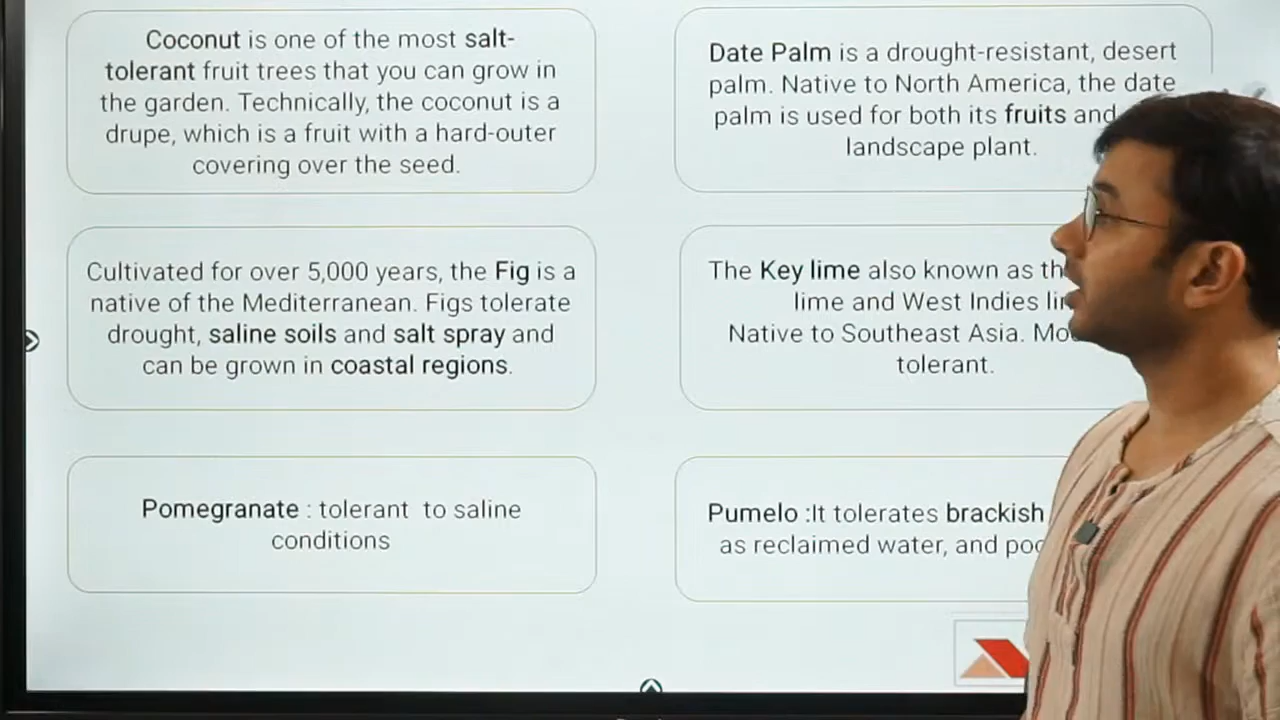 Coconut is one of the most salt-
tolerant fruit trees that you can grow in
the garden. Technically, the coconut is a
drupe, which is a fruit with a hard-outer
covering over the seed.
Date Palm is a drought-resistant, desert
palm. Native to North America, the date
palm is used for both its fruits and
landscape plant.
Cultivated for over 5,000 years, the Fig is a
native of the Mediterranean. Figs tolerate
drought, saline soils and salt spray and
can be grown in coastal regions.
The Key lime also known as
lime and West Indies
Native to Southeast Asia.
tolerant.
Pomegranate : tolerant to saline
conditions
Pumelo :It tolerates brackish
as reclaimed water, and